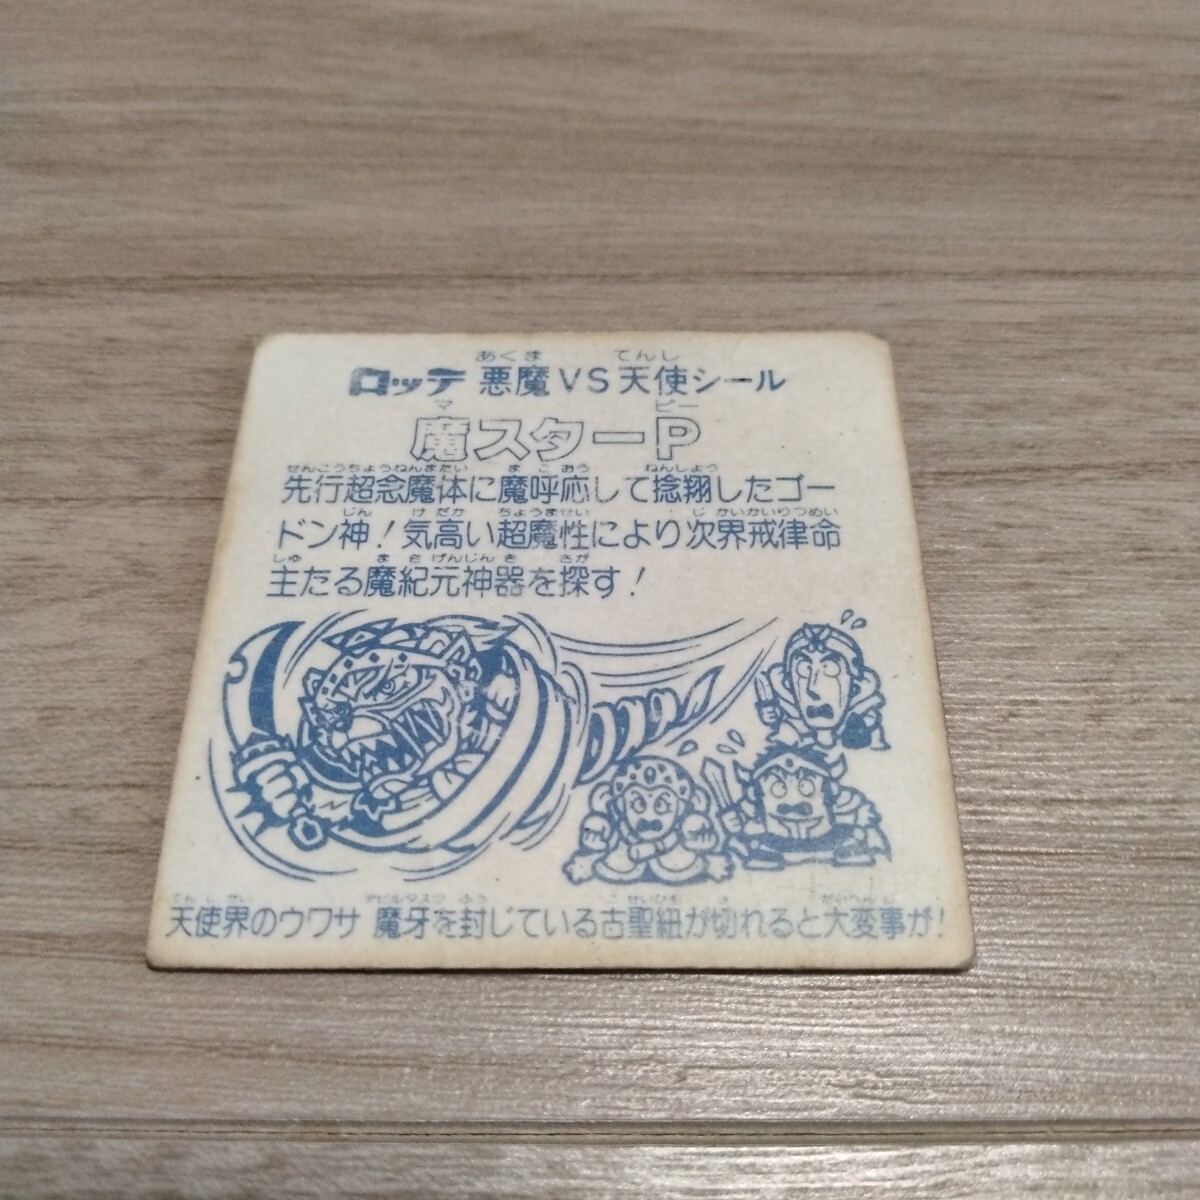 あくま てんし
ロッテ 悪魔VS天使シール
マ ピー
魔スターP
せんこうちょうねんまたい まこおう ねんしょう
先行超念魔体に魔呼応して捻翔したゴー
じん けだか ちょうませい じかいかいりつめい
ドン神！気高い超魔性により次界戒律命
しゅ まきげんじんき さが
主たる魔紀元神器を探す！
てんしかい デビルタスク ふう こせいひも き だいへんじ
天使界のウワサ 魔牙を封じている古聖紐が切れると大変事が！